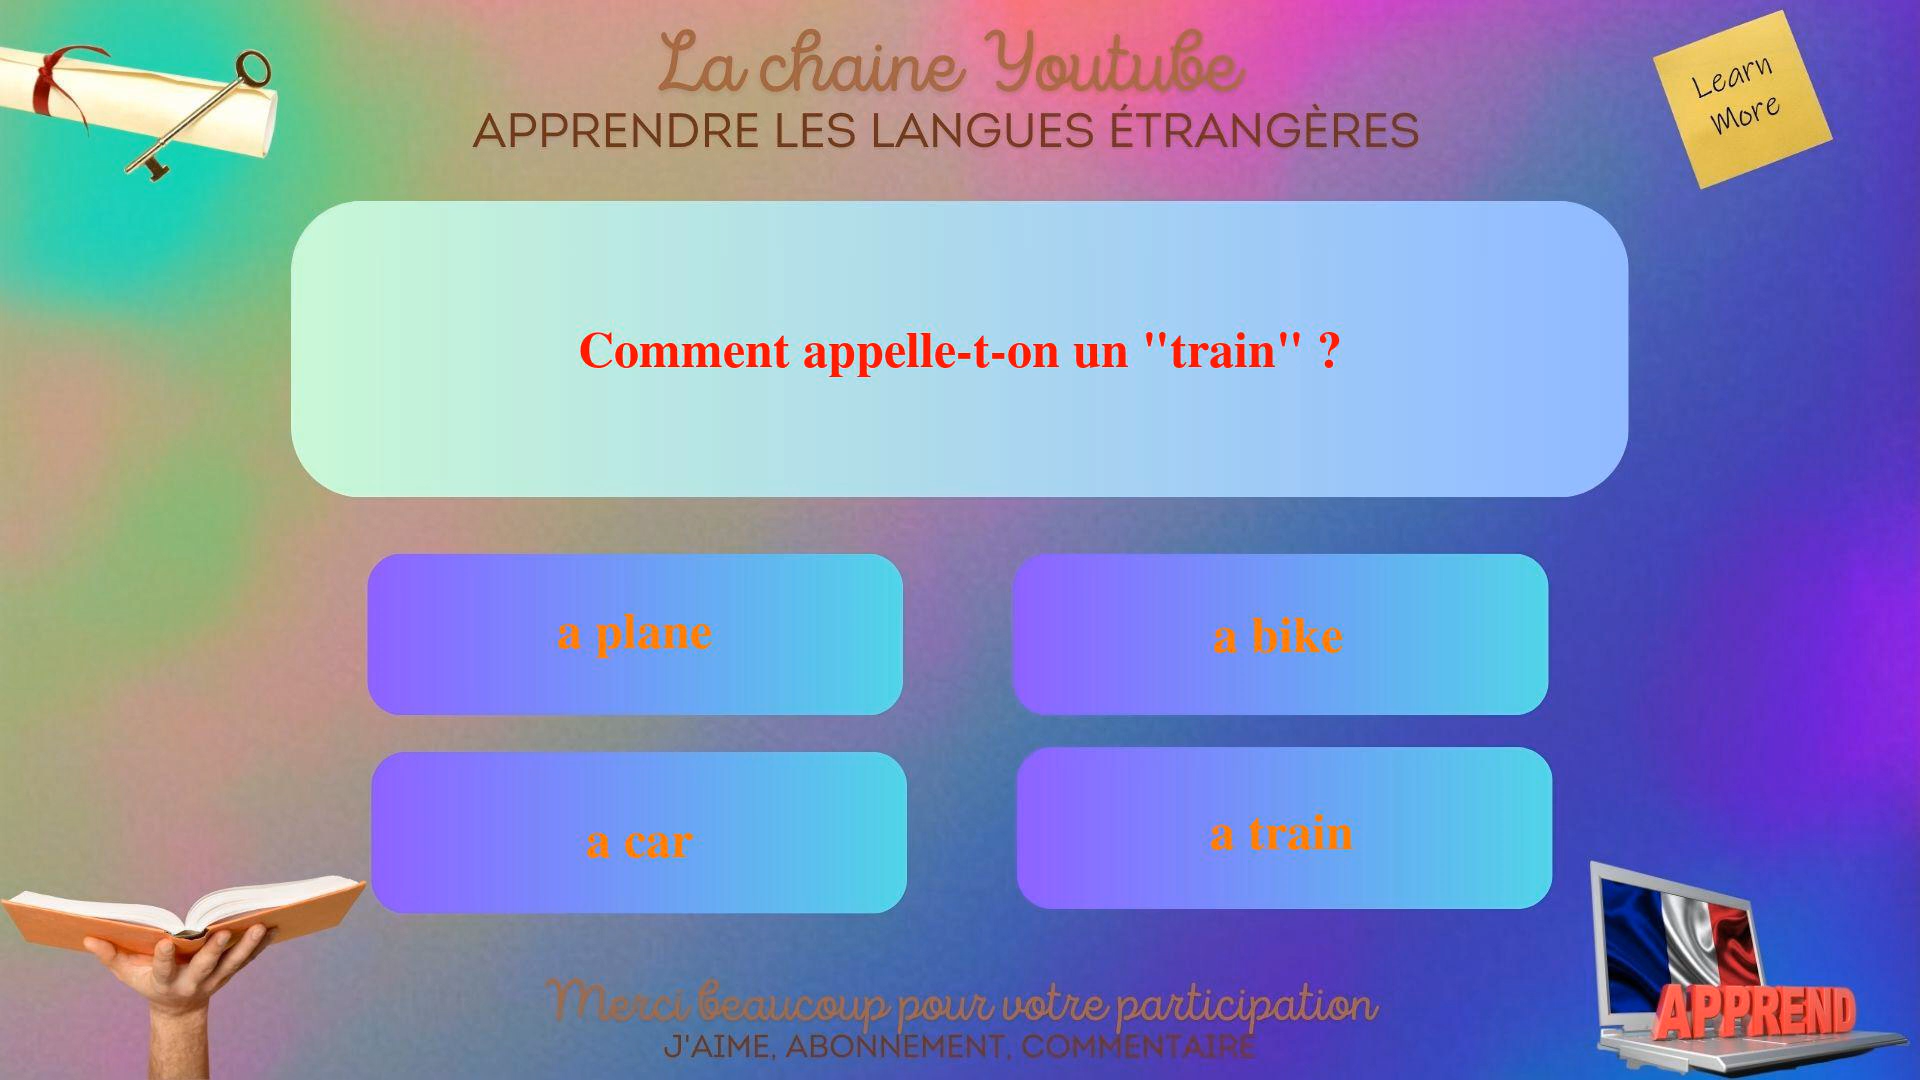 La chaine Youtube
APPRENDRE LES LANGUES ÉTRANGÈRES
Learn
More
Comment appelle-t-on un "train" ?
a plane
a bike
a car
a train
APPREND
Merci beaucoup pour votre participation
J'AIME, ABONNEMENT, COMMENTAIRE